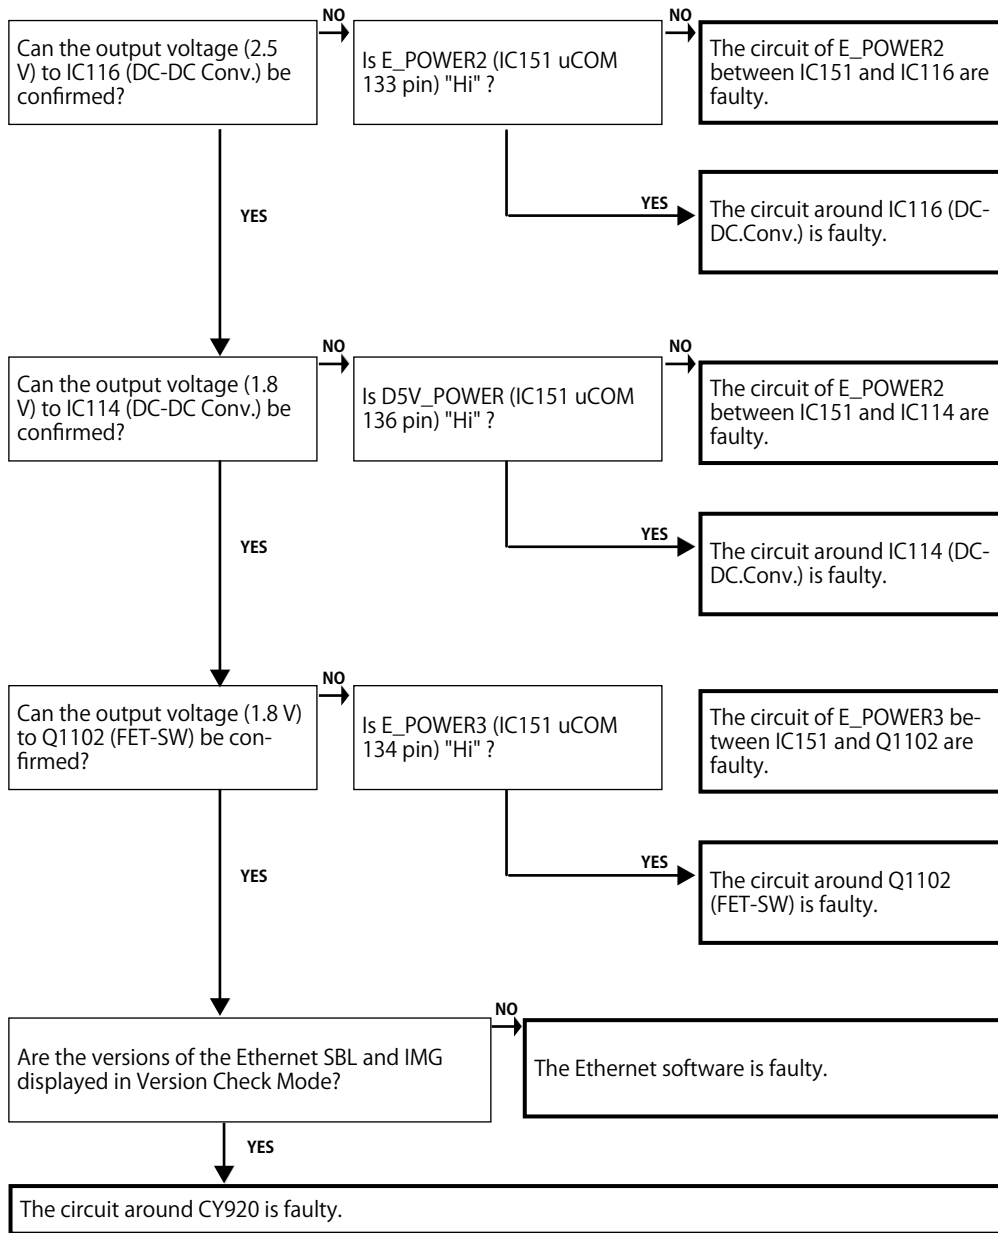 NO
NO
Can the output voltage (2.5
V) to IC116 (DC-DC Conv.) be
confirmed?
Is E_POWER2 (IC151 uCOM
133 pin) "Hi" ?
The circuit of E_POWER2
between IC151 and IC116 are
faulty.
YES
YES
The circuit around IC116 (DC-
DC.Conv.) is faulty.
NO
NO
Can the output voltage (1.8
V) to IC114 (DC-DC Conv.) be
confirmed?
Is D5V_POWER (IC151 uCOM
136 pin) "Hi" ?
The circuit of E_POWER2
between IC151 and IC114 are
faulty.
YES
YES
The circuit around IC114 (DC-
DC.Conv.) is faulty.
NO
Can the output voltage (1.8 V)
to Q1102 (FET-SW) be con-
firmed?
Is E_POWER3 (IC151 uCOM
134 pin) "Hi" ?
The circuit of E_POWER3 be-
tween IC151 and Q1102 are
faulty.
YES
YES
The circuit around Q1102
(FET-SW) is faulty.
NO
Are the versions of the Ethernet SBL and IMG
displayed in Version Check Mode?
The Ethernet software is faulty.
YES
The circuit around CY920 is faulty.